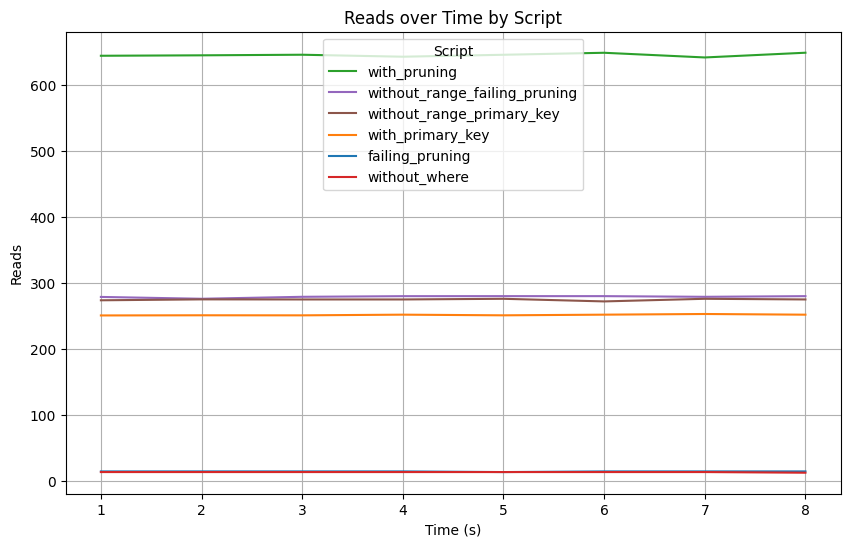 Reads over Time by Script
Script
with_pruning
without_range_failing_pruning
without_range_primary_key
with_primary_key
failing_pruning
without_where
Reads
600
500
400
300
200
100
0
1 2 3 4 5 6 7 8
Time (s)